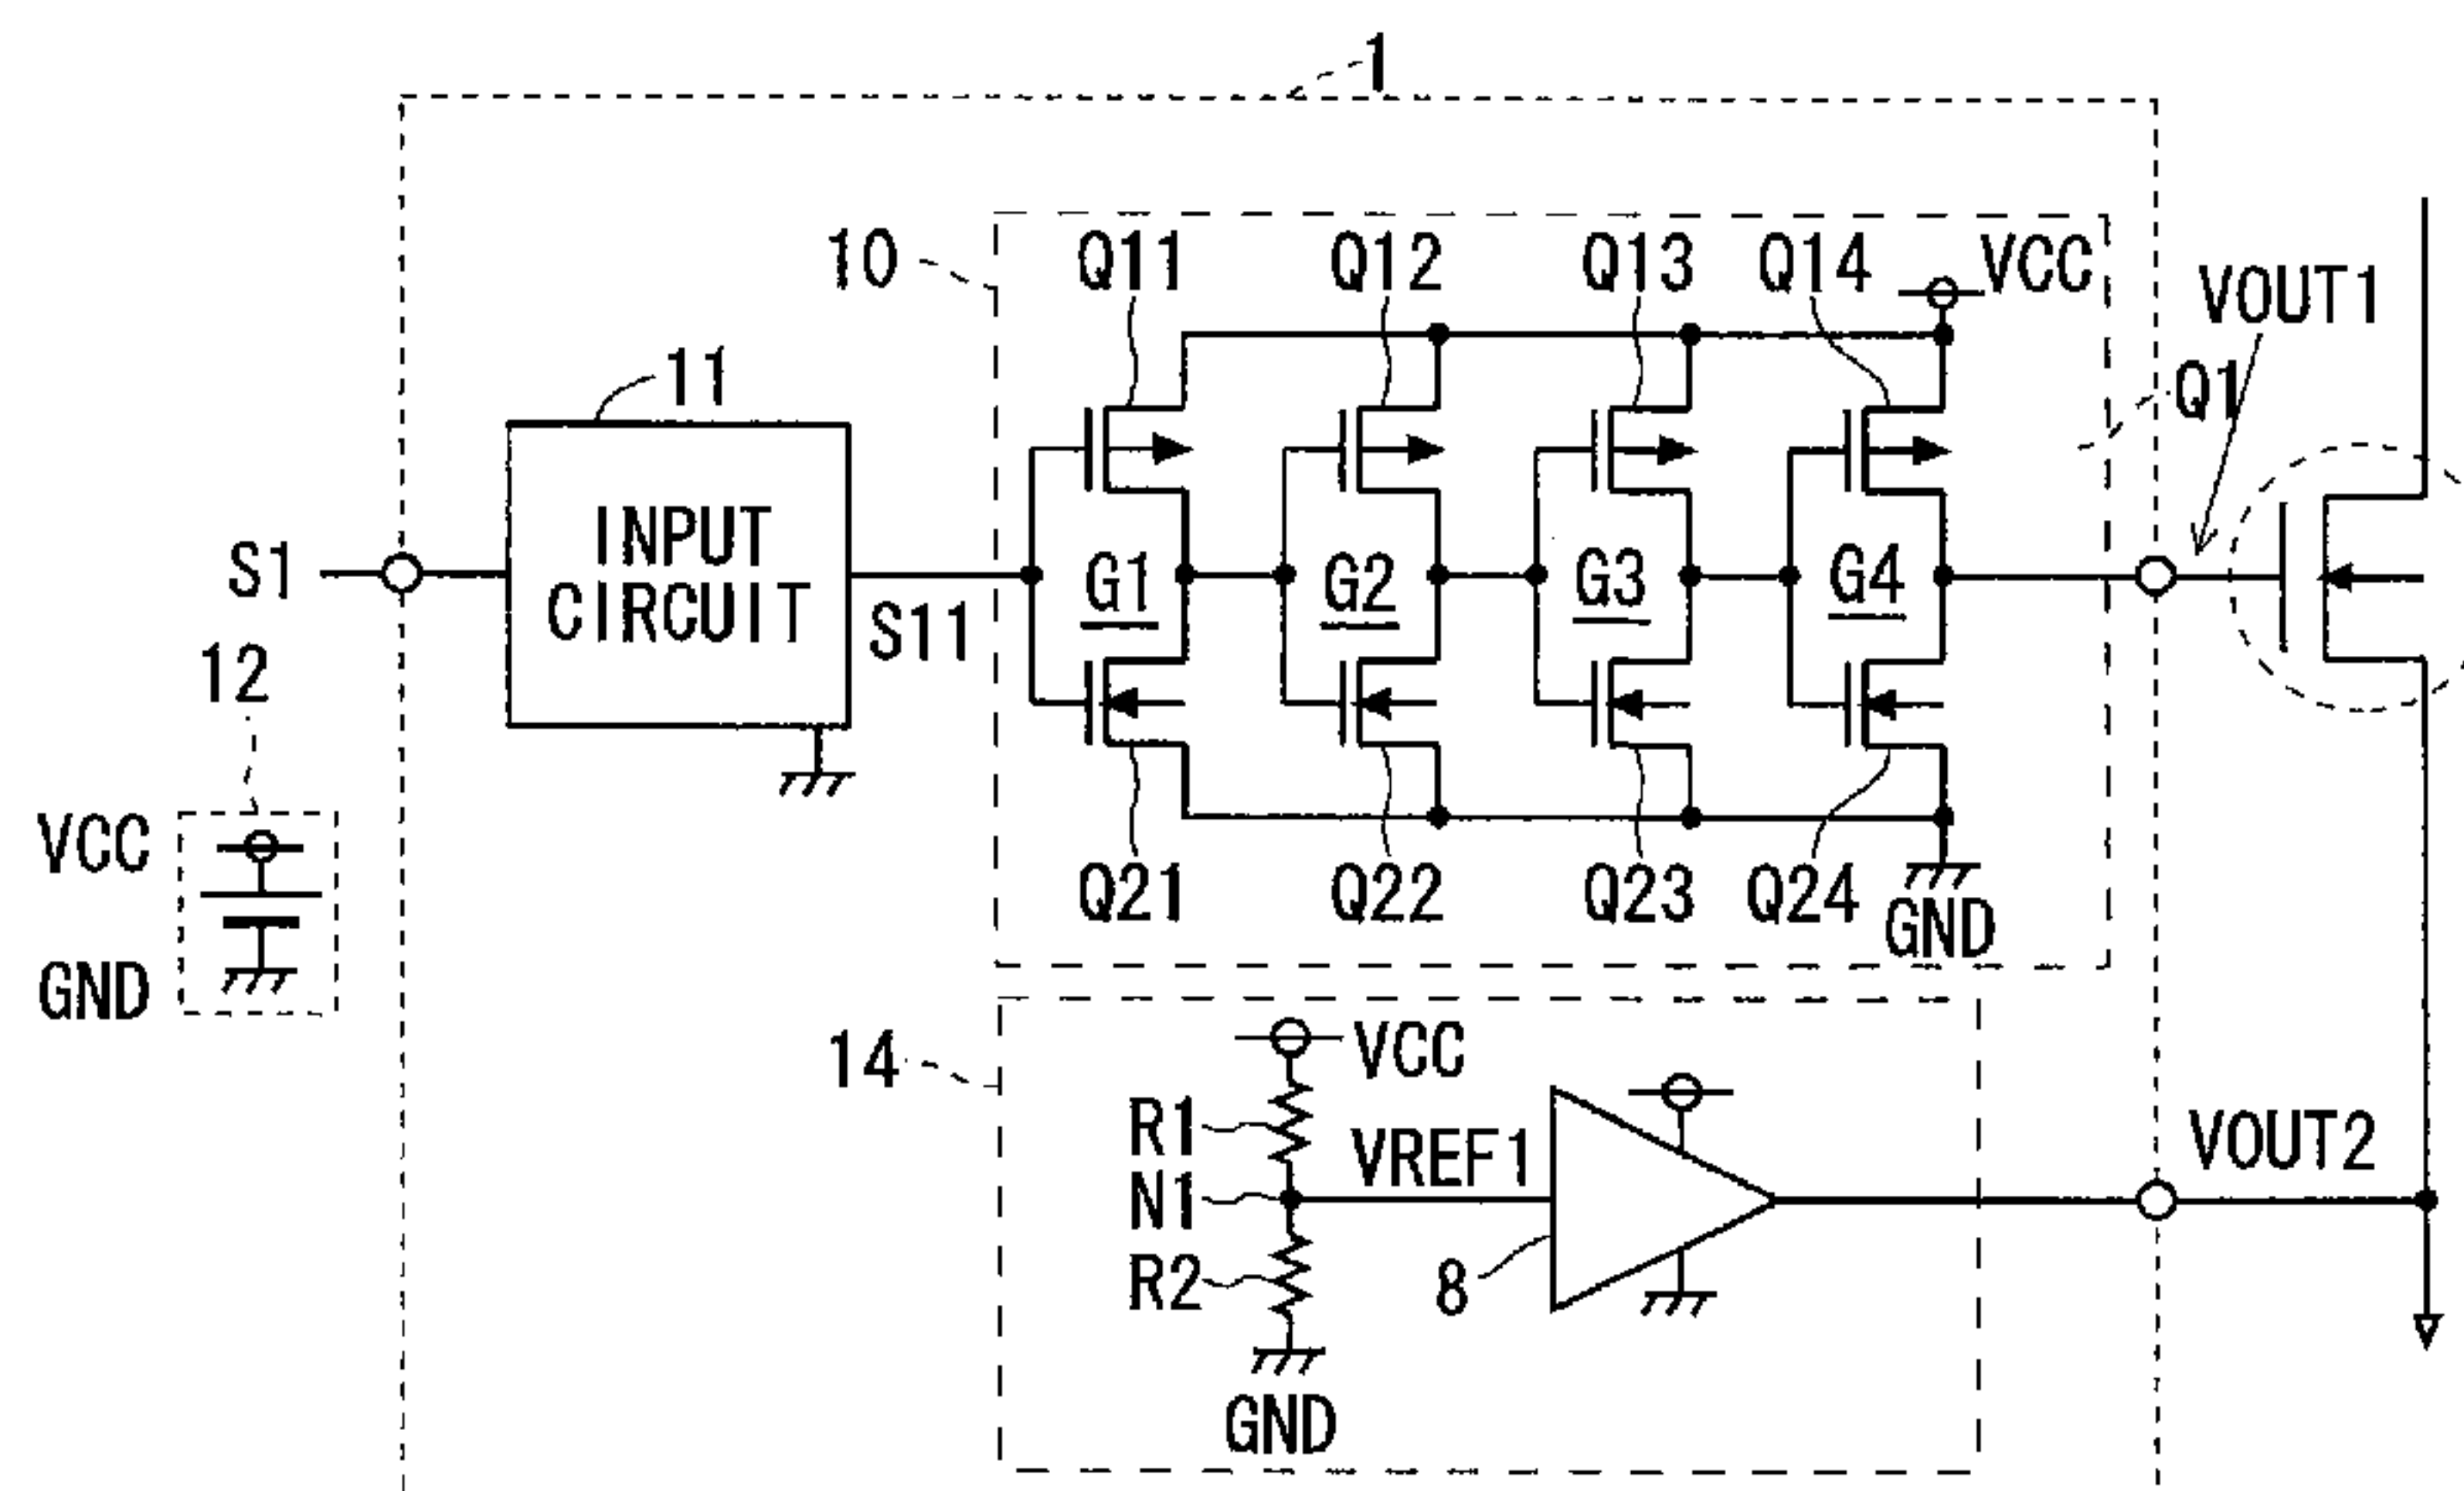 1
10
Q11
Q12
Q13
Q14
VCC
VOUT1
11
Q1
INPUT
CIRCUIT
S1
S11
G1
G2
G3
G4
12
VCC
GND
Q21
Q22
Q23
Q24
GND
14
VCC
R1
VREF1
N1
R2
8
VOUT2
GND